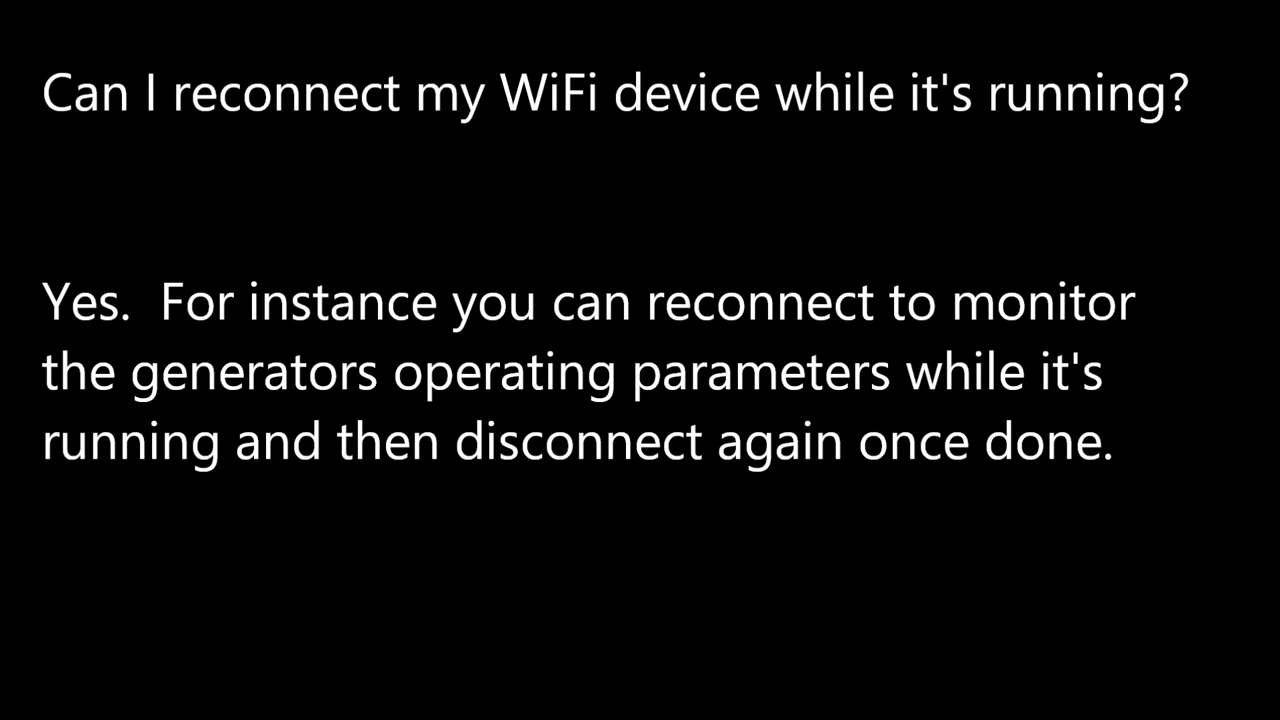 Can I reconnect my WiFi device while it's running?
Yes.  For instance you can reconnect to monitor
the generators operating parameters while it's
running and then disconnect again once done.